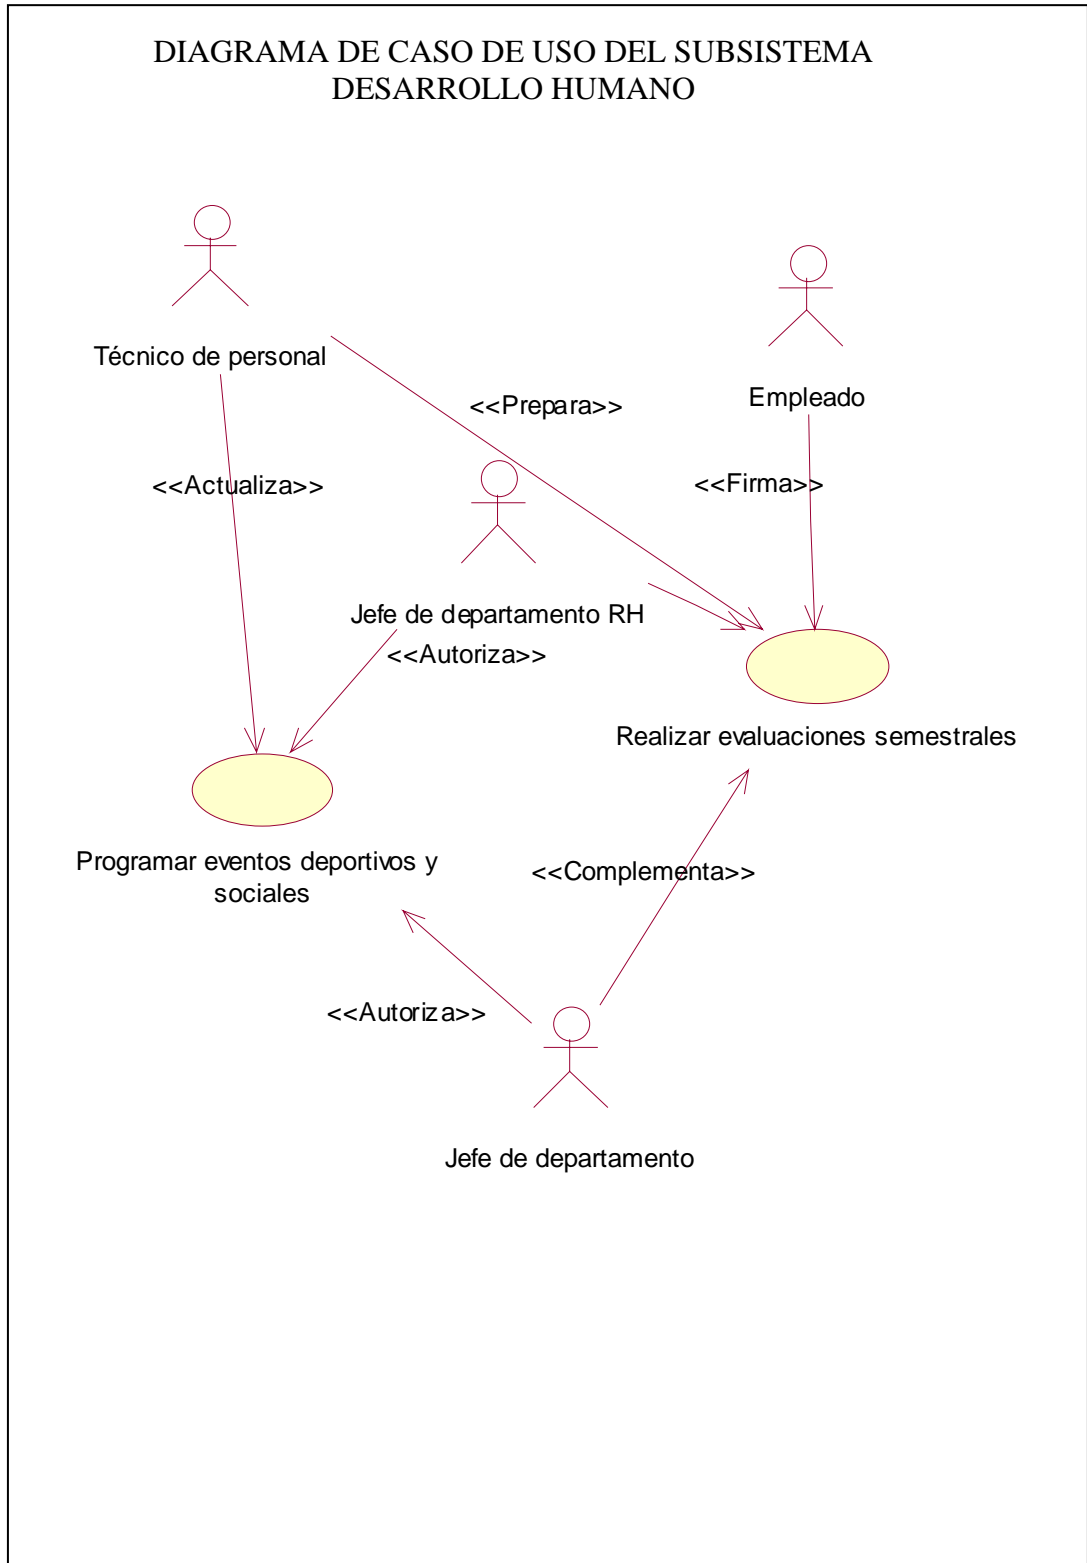 DIAGRAMA DE CASO DE USO DEL SUBSISTEMA
DESARROLLO HUMANO
Técnico de personal
Empleado
<<Prepara>>
<<Actualiza>>
<<Firma>>
Jefe de departamento RH
<<Autoriza>>
Realizar evaluaciones semestrales
Programar eventos deportivos y
sociales
<<Complementa>>
<<Autoriza>>
Jefe de departamento